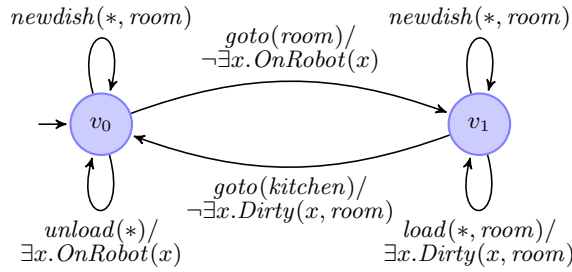 newdish(∗, room)
newdish(∗, room)
goto(room)/
¬∃x.OnRobot(x)
v0
v1
goto(kitchen)/
¬∃x.Dirty(x, room)
unload(∗)/
∃x.OnRobot(x)
load(∗, room)/
∃x.Dirty(x, room)